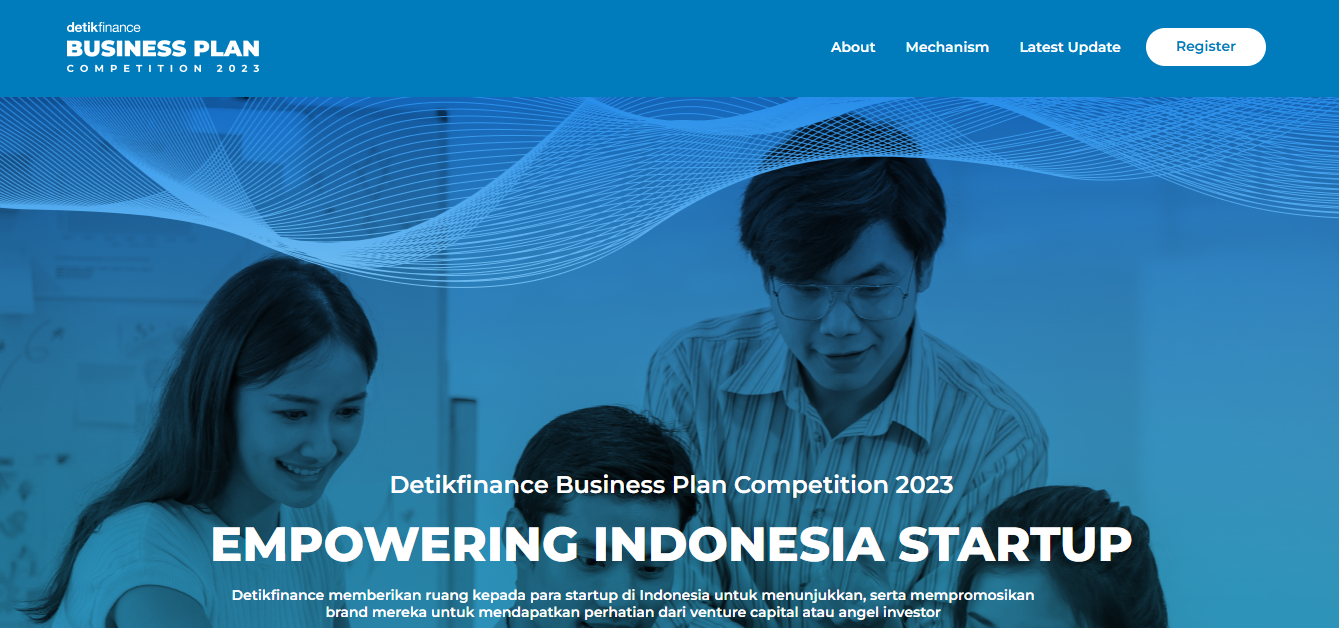 detikfinance
BUSINESS PLAN
COMPETITION 2023
About
Mechanism
Latest Update
Register
Detikfinance Business Plan Competition 2023
EMPOWERING INDONESIA STARTUP
Detikfinance memberikan ruang kepada para startup di Indonesia untuk menunjukkan, serta mempromosikan
brand mereka untuk mendapatkan perhatian dari venture capital atau angel investor